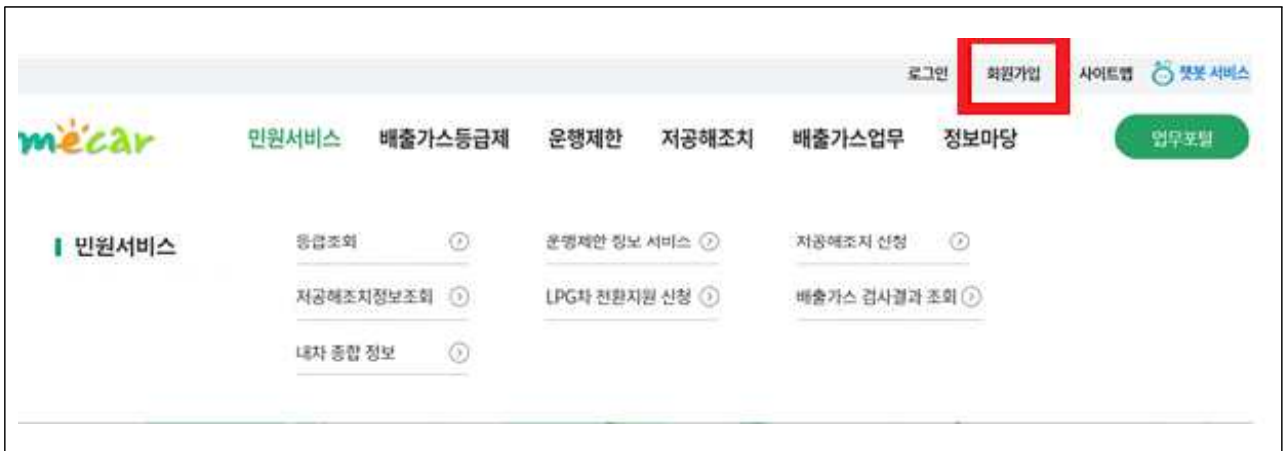 로그인 회원가입 사이트맵 챗봇 서비스
mecar 민원서비스 배출가스등급제 운행제한 저공해조치 배출가스업무 정보마당 업무포털
민원서비스
등급조회 운행제한 정보 서비스 저공해조치 신청
저공해조치정보조회 LPG차 전환지원 신청 배출가스 검사결과 조회
내차 종합 정보